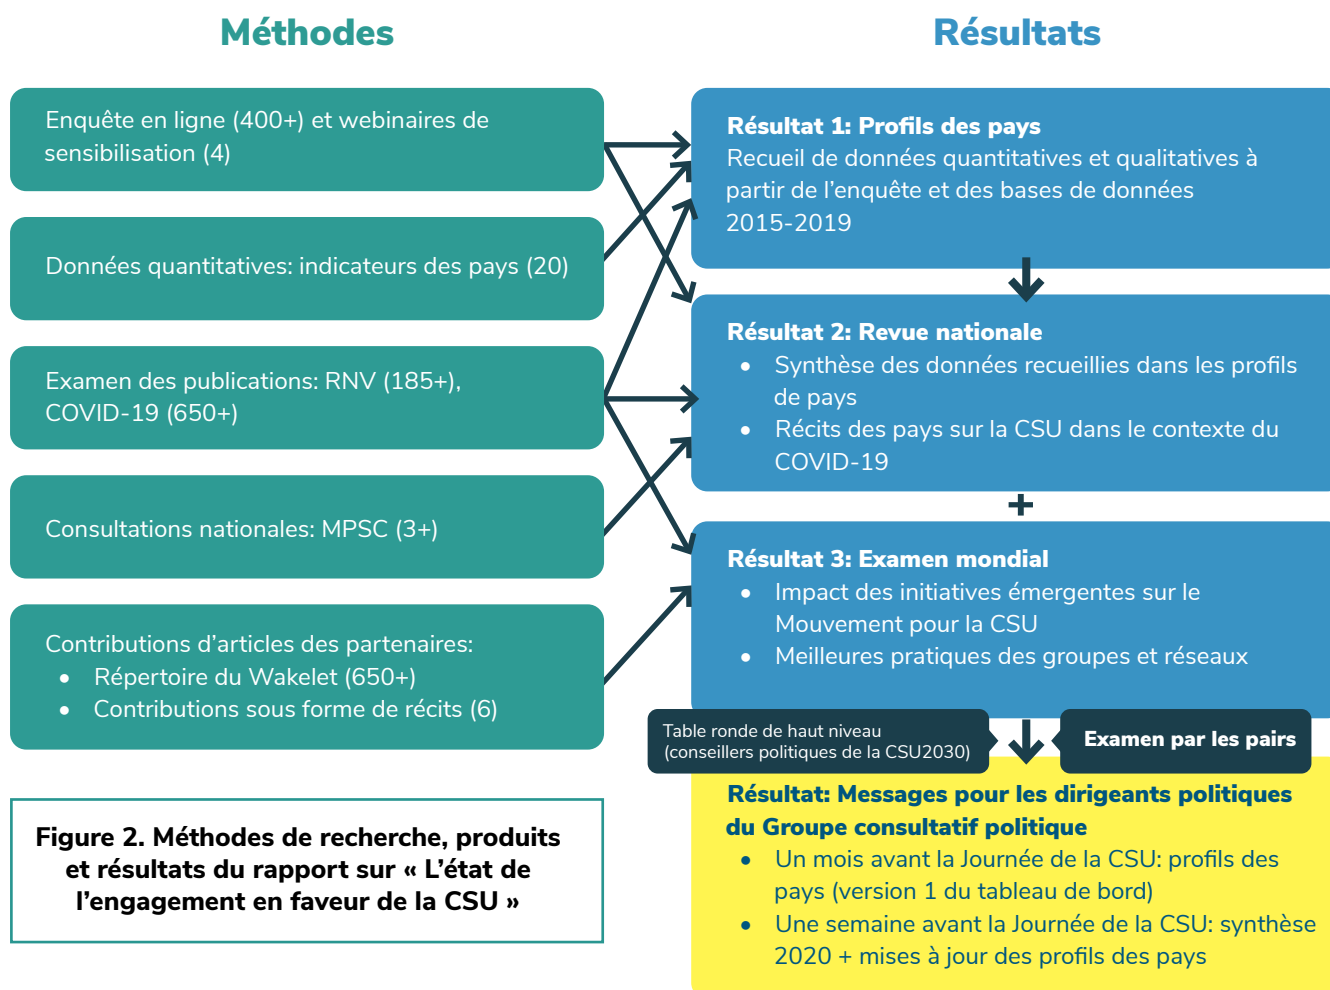 Méthodes
Enquête en ligne (400+) et webinaires de
sensibilisation (4)
Données quantitatives: indicateurs des pays (20)
Examen des publications: RNV (185+),
COVID-19 (650+)
Consultations nationales: MPSC (3+)
Contributions d’articles des partenaires:
• Répertoire du Wakelet (650+)
• Contributions sous forme de récits (6)
Figure 2. Méthodes de recherche, produits
et résultats du rapport sur « L’état de
l’engagement en faveur de la CSU »
Résultats
Résultat 1: Profils des pays
Recueil de données quantitatives et qualitatives à
partir de l’enquête et des bases de données
2015-2019
Résultat 2: Revue nationale
• Synthèse des données recueillies dans les profils
de pays
• Récits des pays sur la CSU dans le contexte du
COVID-19
+
Résultat 3: Examen mondial
• Impact des initiatives émergentes sur le
Mouvement pour la CSU
• Meilleures pratiques des groupes et réseaux
Table ronde de haut niveau
(conseillers politiques de la CSU2030)
Examen par les pairs
Résultat: Messages pour les dirigeants politiques
du Groupe consultatif politique
• Un mois avant la Journée de la CSU: profils des
pays (version 1 du tableau de bord)
• Une semaine avant la Journée de la CSU: synthèse
2020 + mises à jour des profils des pays